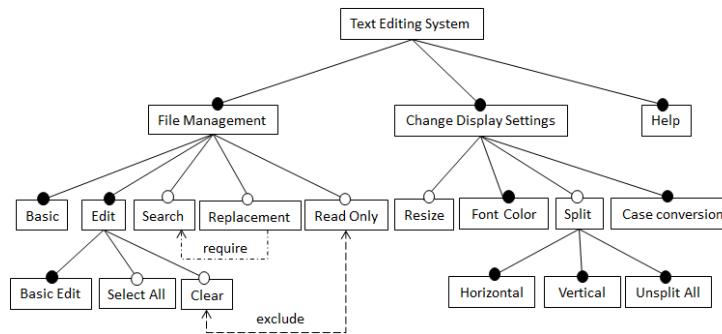 Text Editing System
File Management
Change Display Settings
Help
Basic
Edit
Search
Replacement
Read Only
Resize
Font Color
Split
Case conversion
require
Basic Edit
Select All
Clear
Horizontal
Vertical
Unsplit All
exclude